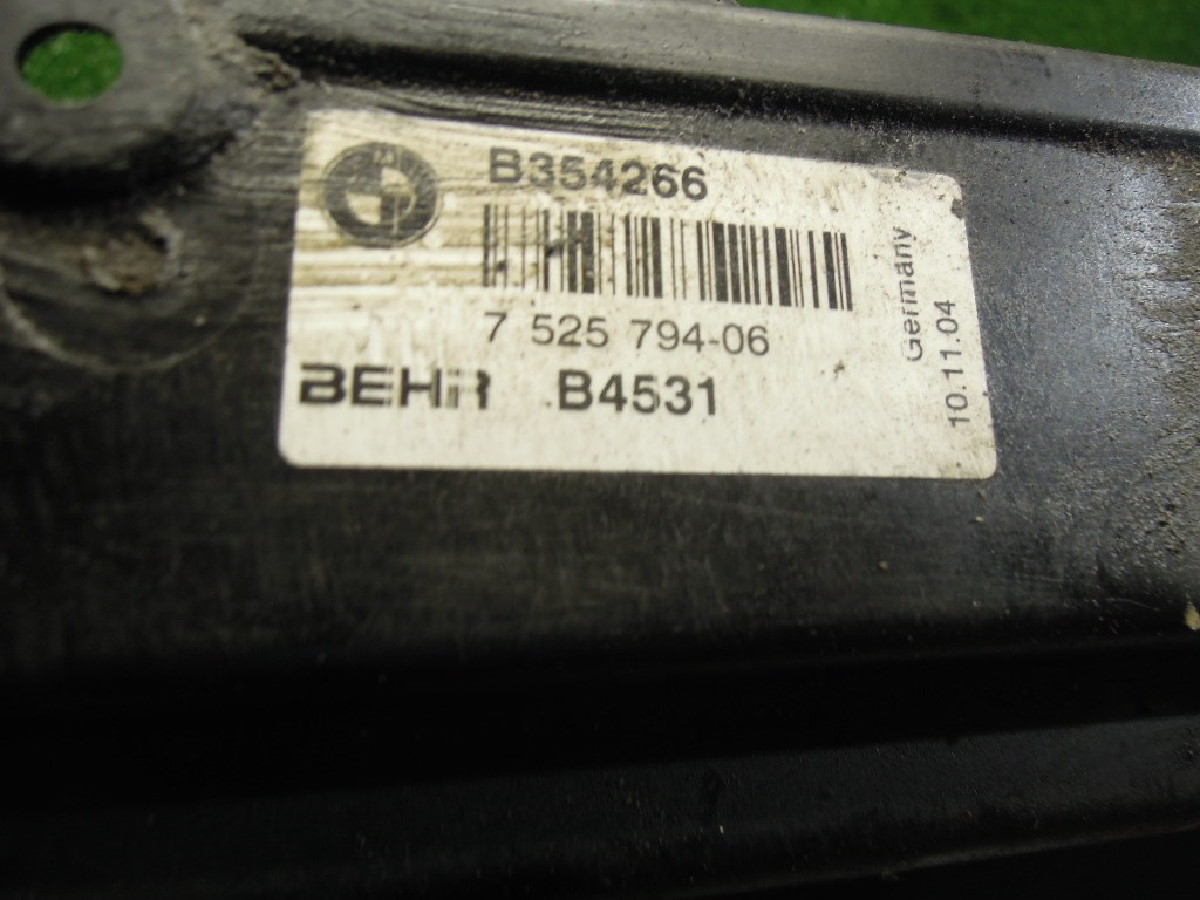 B354266
7 525 794-06
BEHR B4531
Germany
10.11.04